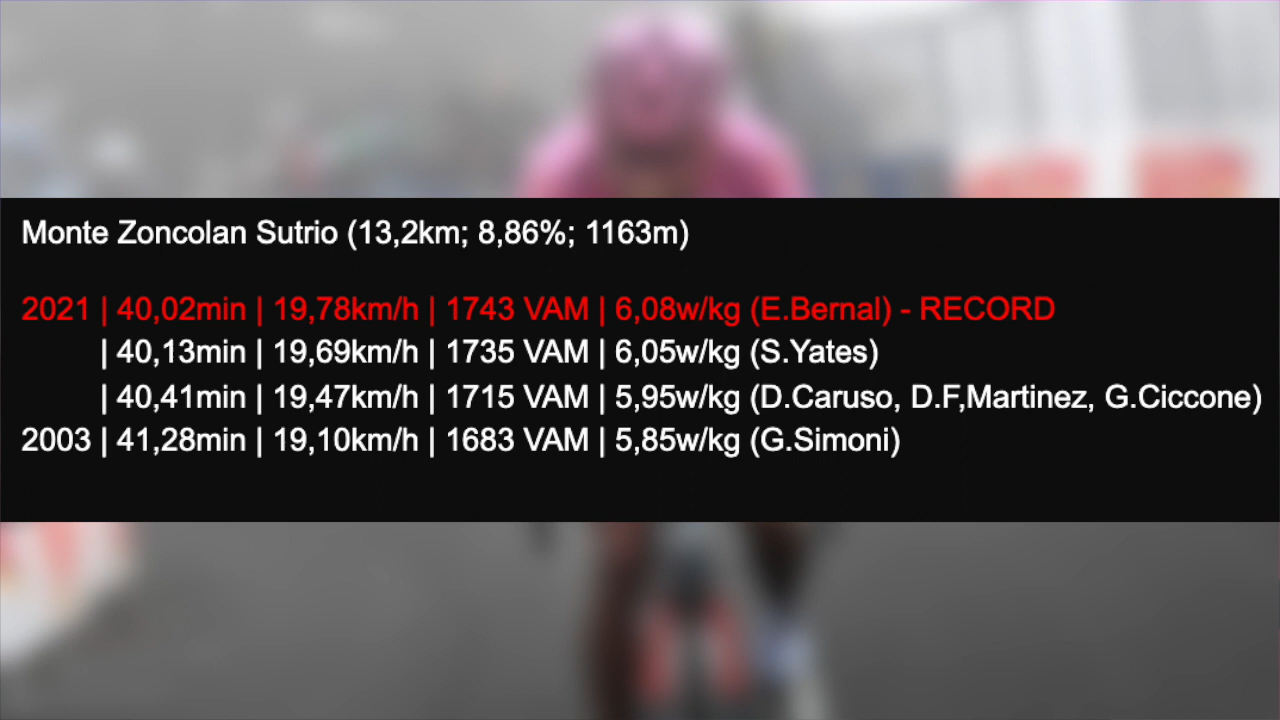 Monte Zoncolan Sutrio (13,2km; 8,86%; 1163m)
2021 | 40,02min | 19,78km/h | 1743 VAM | 6,08w/kg (E.Bernal) - RECORD
| 40,13min | 19,69km/h | 1735 VAM | 6,05w/kg (S.Yates)
| 40,41min | 19,47km/h | 1715 VAM | 5,95w/kg (D.Caruso, D.F,Martinez, G.Ciccone)
2003 | 41,28min | 19,10km/h | 1683 VAM | 5,85w/kg (G.Simoni)